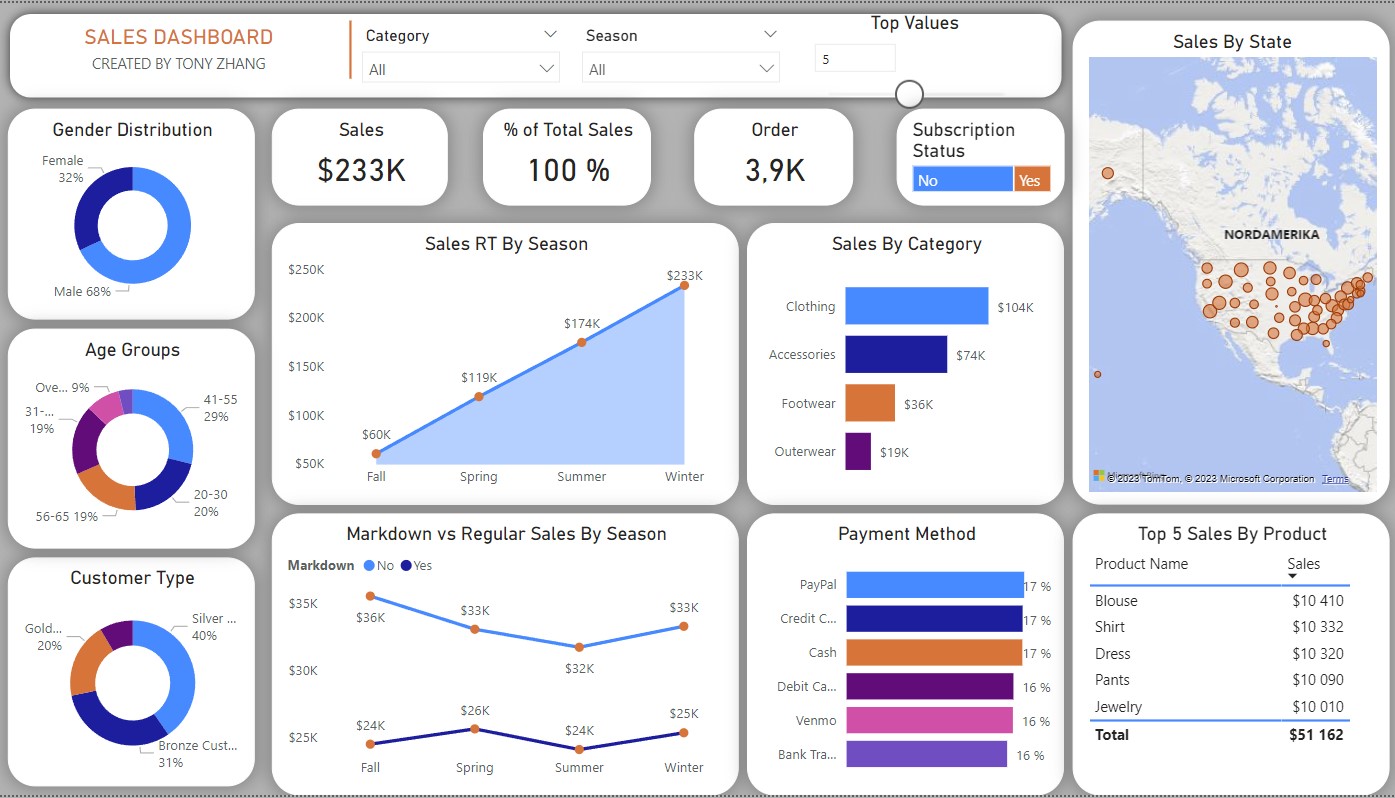 SALES DASHBOARD
CREATED BY TONY ZHANG
Category
All
Season
All
Top Values
5
Sales By State
NORDAMERIKA
© 2023 TomTom, © 2023 Microsoft Corporation Terms
Gender Distribution
Female
32%
Male 68%
Sales
$233K
% of Total Sales
100 %
Order
3,9K
Subscription
Status
No
Yes
Sales RT By Season
$250K
$200K
$150K
$100K
$50K
$60K
$119K
$174K
$233K
Fall
Spring
Summer
Winter
Sales By Category
Clothing $104K
Accessories $74K
Footwear $36K
Outerwear $19K
Age Groups
Ove... 9%
31-...
19%
56-65 19%
41-55
29%
20-30
20%
Customer Type
Gold...
20%
Silver ...
40%
Bronze Cust...
31%
Markdown vs Regular Sales By Season
Markdown No Yes
$35K
$30K
$25K
$36K
$33K
$32K
$33K
$24K
$26K
$24K
$25K
Fall
Spring
Summer
Winter
Payment Method
PayPal 17 %
Credit C... 17 %
Cash 17 %
Debit Ca... 16 %
Venmo 16 %
Bank Tra... 16 %
Top 5 Sales By Product
Product Name Sales
Blouse $10 410
Shirt $10 332
Dress $10 320
Pants $10 090
Jewelry $10 010
Total $51 162